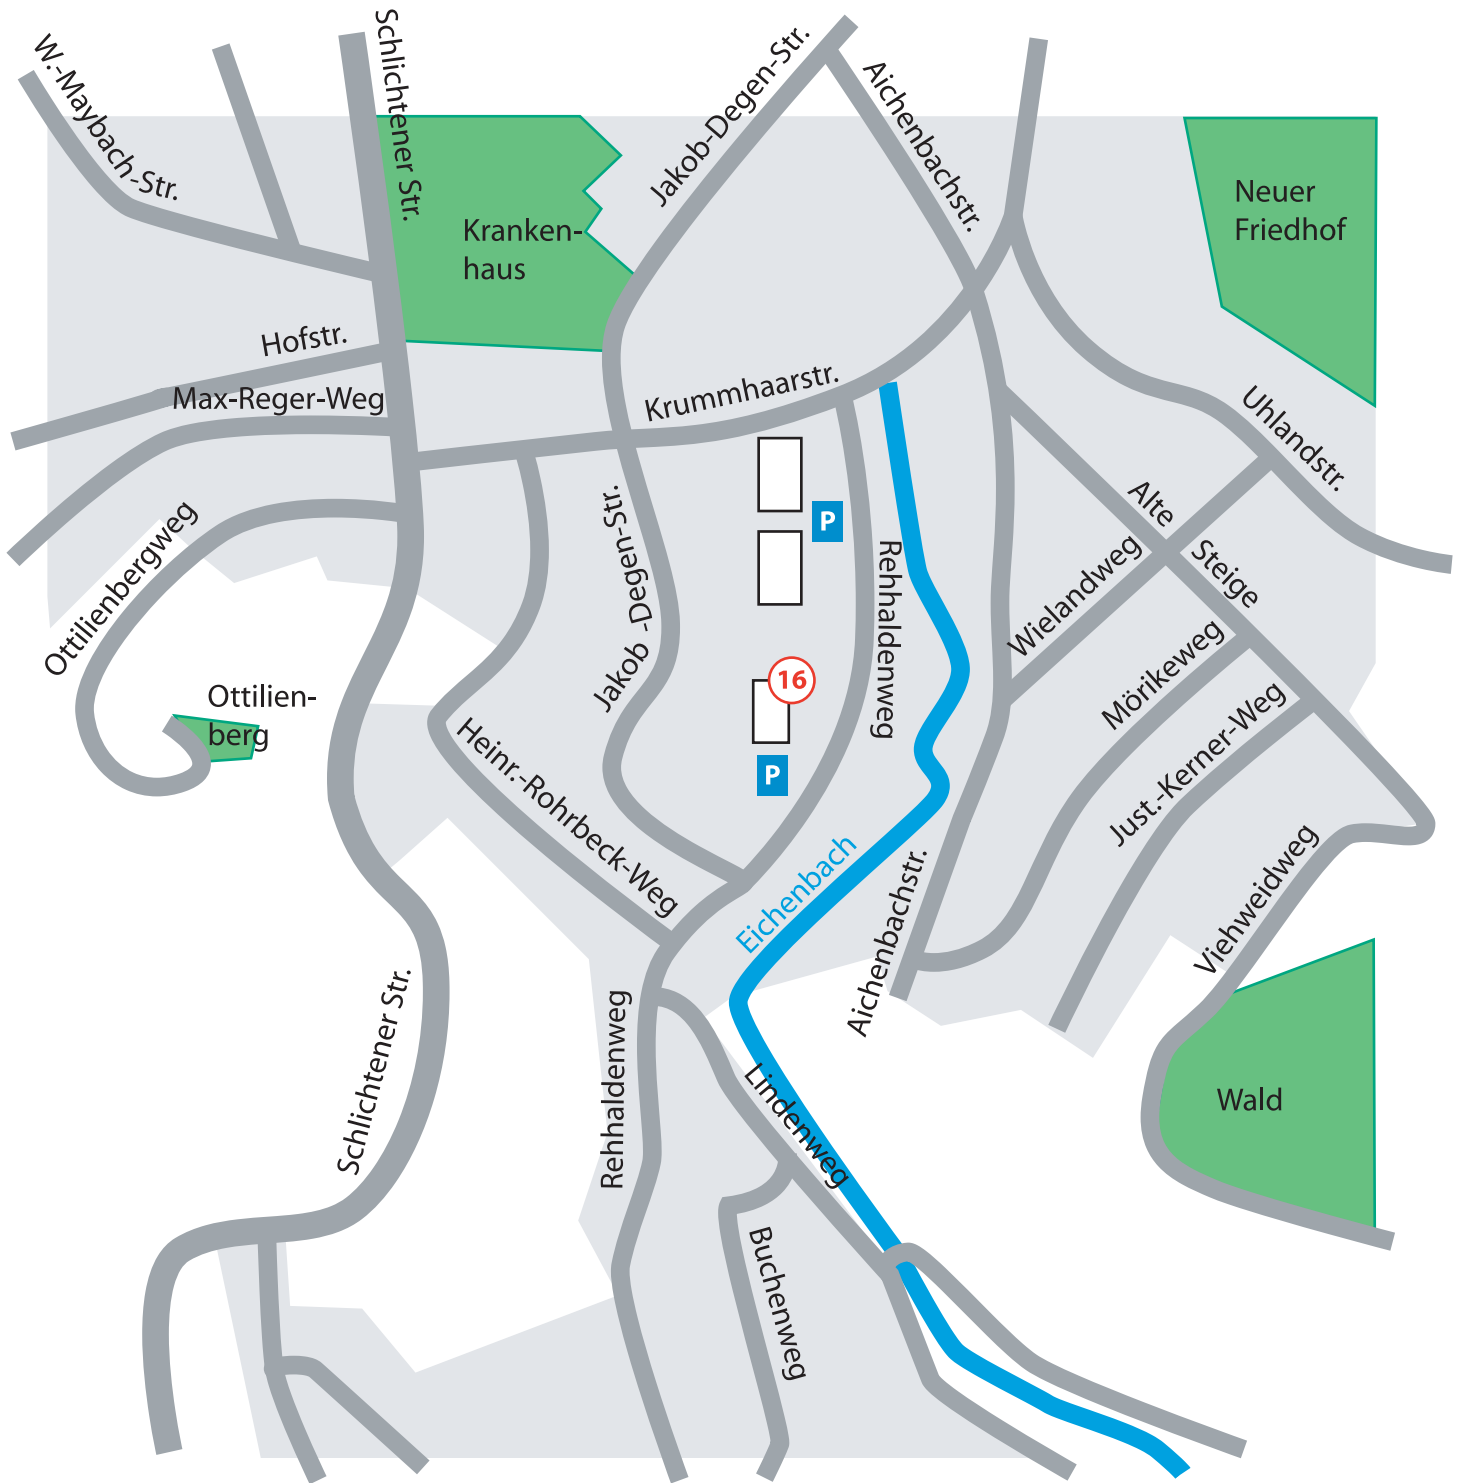 W.-Maybach-Str.
Schlichtener Str.
Jakob-Degen-Str.
Aichenbachstr.
Neuer
Friedhof
Kranken-
haus
Hofstr.
Max-Reger-Weg
Krummhaarstr.
Uhlandstr.
Alte
Steige
Ottilienbergweg
Jakob -Degen-Str.
P
Rehhaldenweg
Wielandweg
Mörikeweg
Just.-Kerner-Weg
Ottilien-
berg
16
P
Heinr.-Rohrbeck-Weg
Eichenbach
Aichenbachstr.
Viehweidweg
Schlichtener Str.
Rehhaldenweg
Lindenweg
Wald
Buchenweg